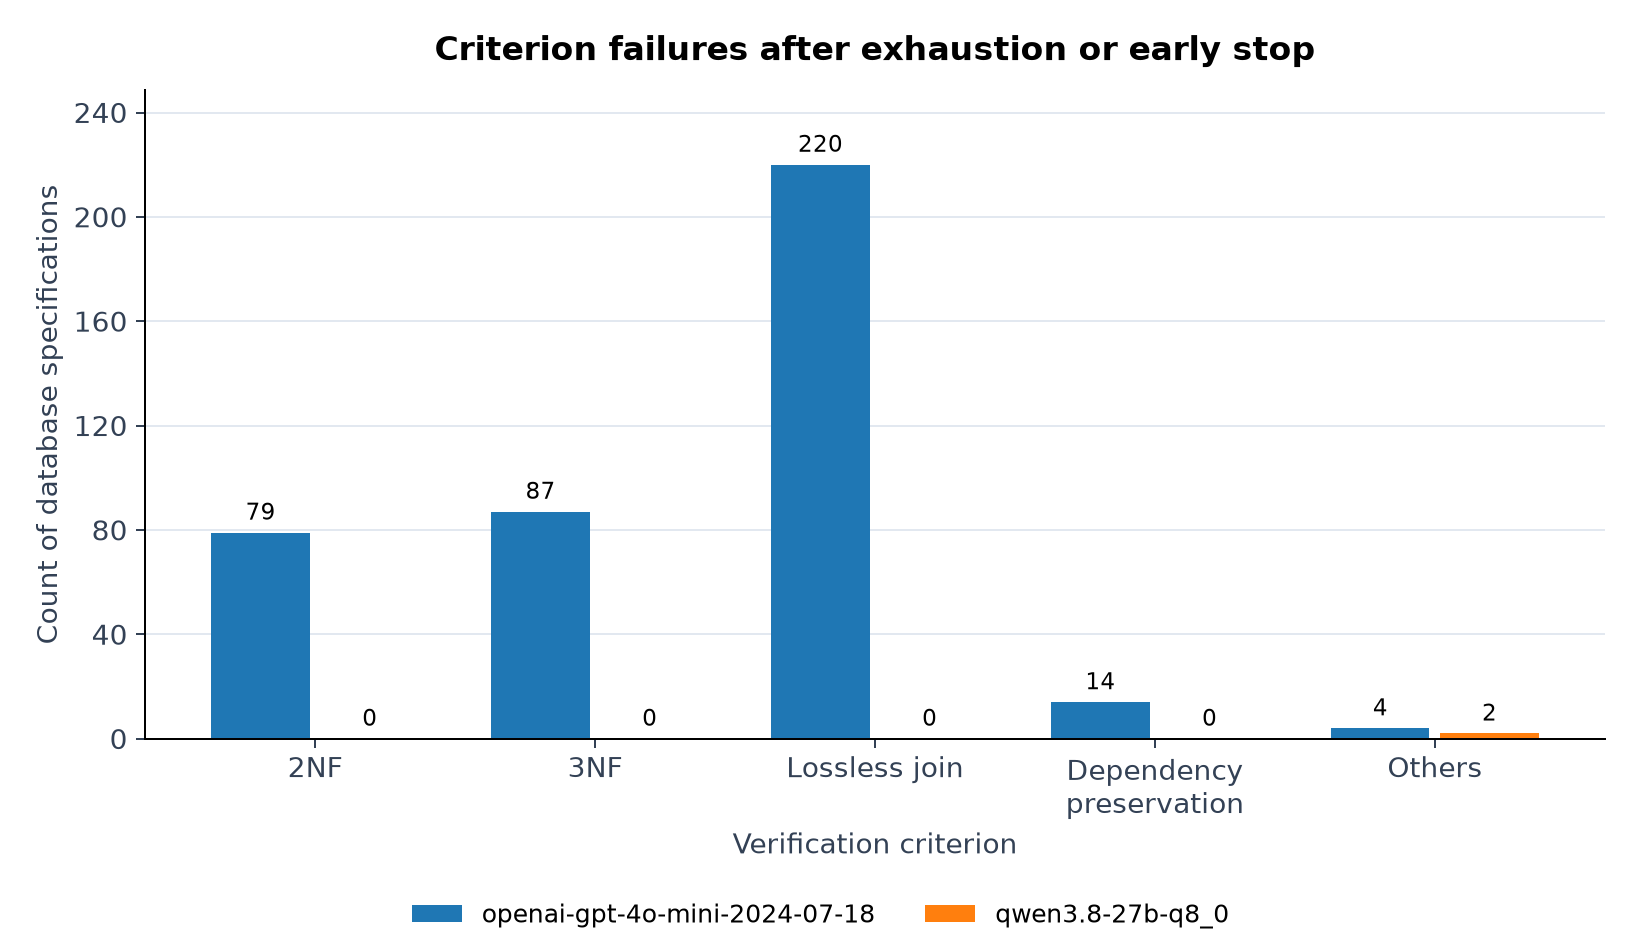 Criterion failures after exhaustion or early stop
Count of database specifications
240
200
160
120
80
40
0
79
0
87
0
220
0
14
0
4
2
2NF
3NF
Lossless join
Dependency
preservation
Others
Verification criterion
openai-gpt-4o-mini-2024-07-18
qwen3.8-27b-q8_0